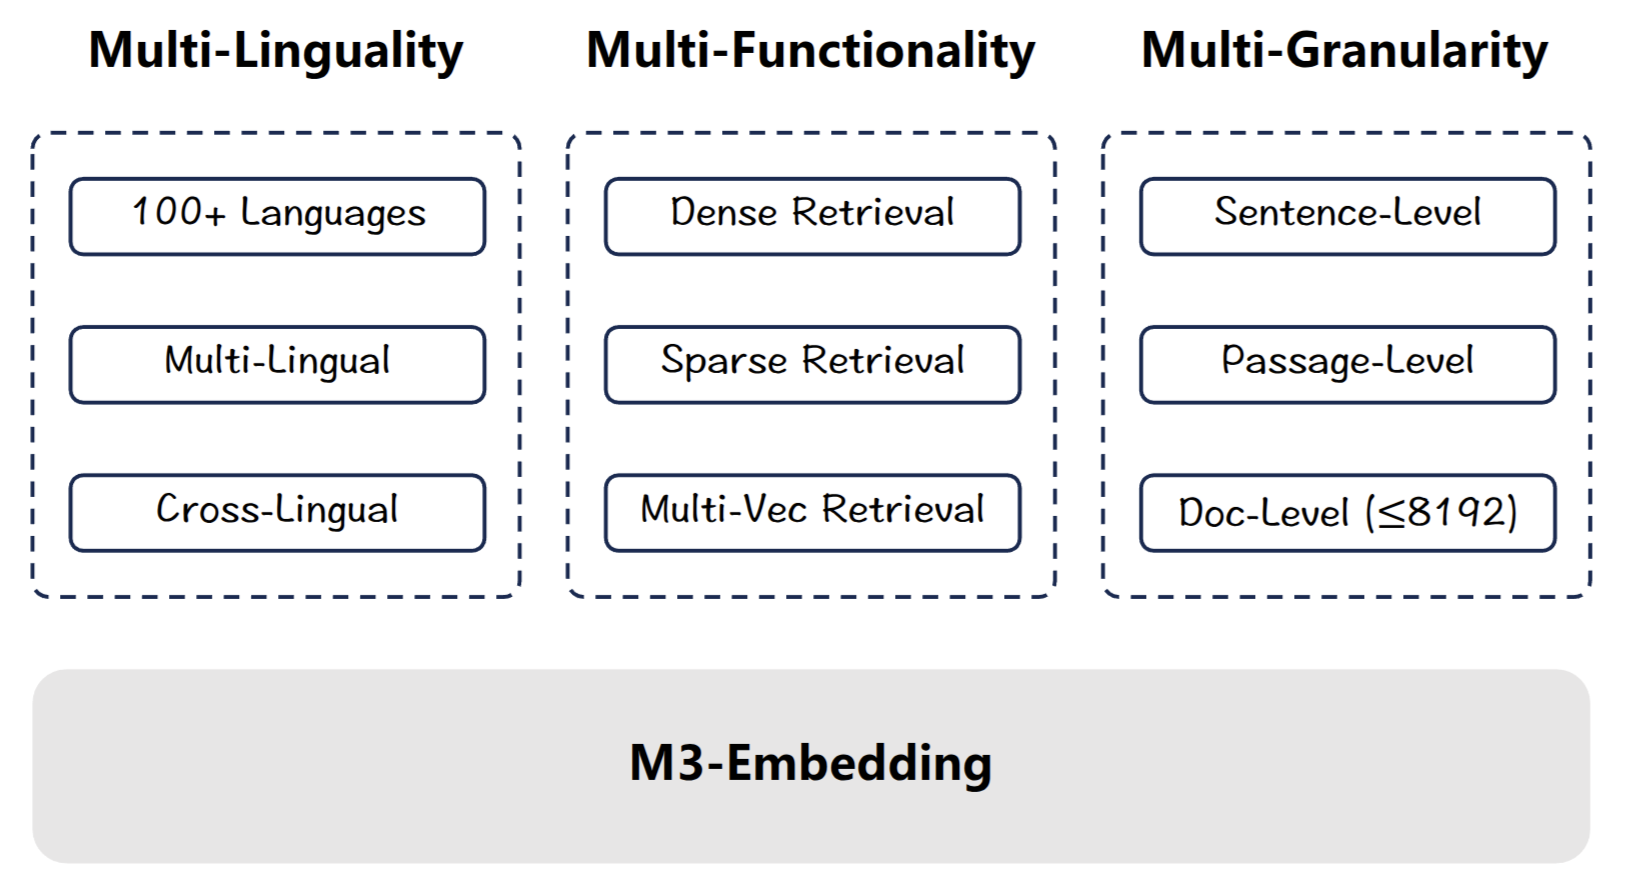 Multi-Linguality
100+ Languages
Multi-Lingual
Cross-Lingual
Multi-Functionality
Dense Retrieval
Sparse Retrieval
Multi-Vec Retrieval
Multi-Granularity
Sentence-Level
Passage-Level
Doc-Level (≤8192)
M3-Embedding